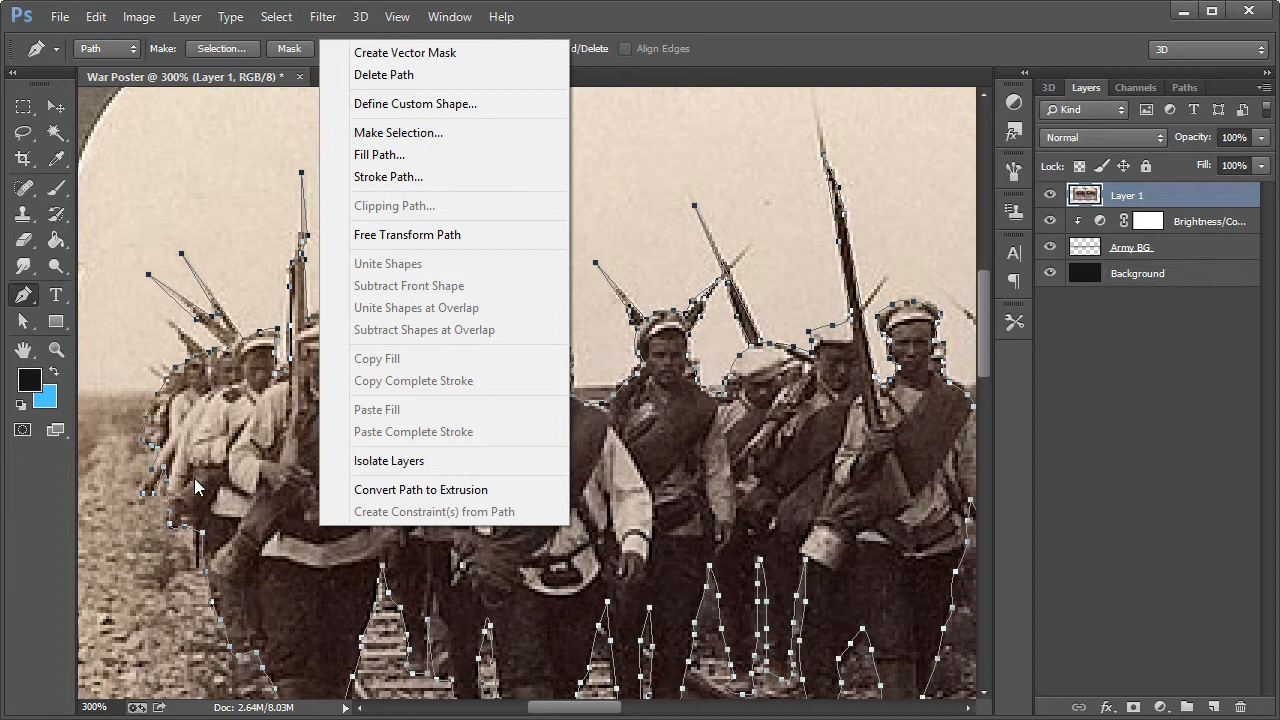 Ps File Edit Image Layer Type Select Filter 3D View Window Help
Path Make: Selection... Mask d/Delete Align Edges 3D
War Poster @ 300% (Layer 1, RGB/8) *
Create Vector Mask
Delete Path
Define Custom Shape...
Make Selection...
Fill Path...
Stroke Path...
Clipping Path...
Free Transform Path
Unite Shapes
Subtract Front Shape
Unite Shapes at Overlap
Subtract Shapes at Overlap
Copy Fill
Copy Complete Stroke
Paste Fill
Paste Complete Stroke
Isolate Layers
Convert Path to Extrusion
Create Constraint(s) from Path
3D Layers Channels Paths
Kind
Normal Opacity: 100%
Lock: Fill: 100%
Layer 1
Brightness/Co...
Army BG
Background
300% Doc: 2.64M/8.03M